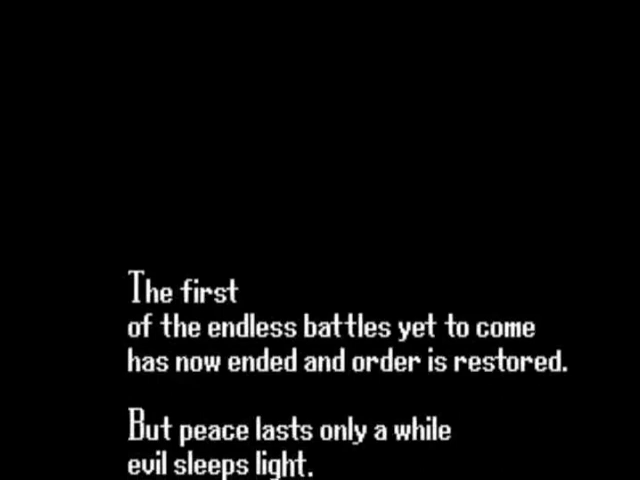 The first
of the endless battles yet to come
has now ended and order is restored.
But peace lasts only a while
evil sleeps light.